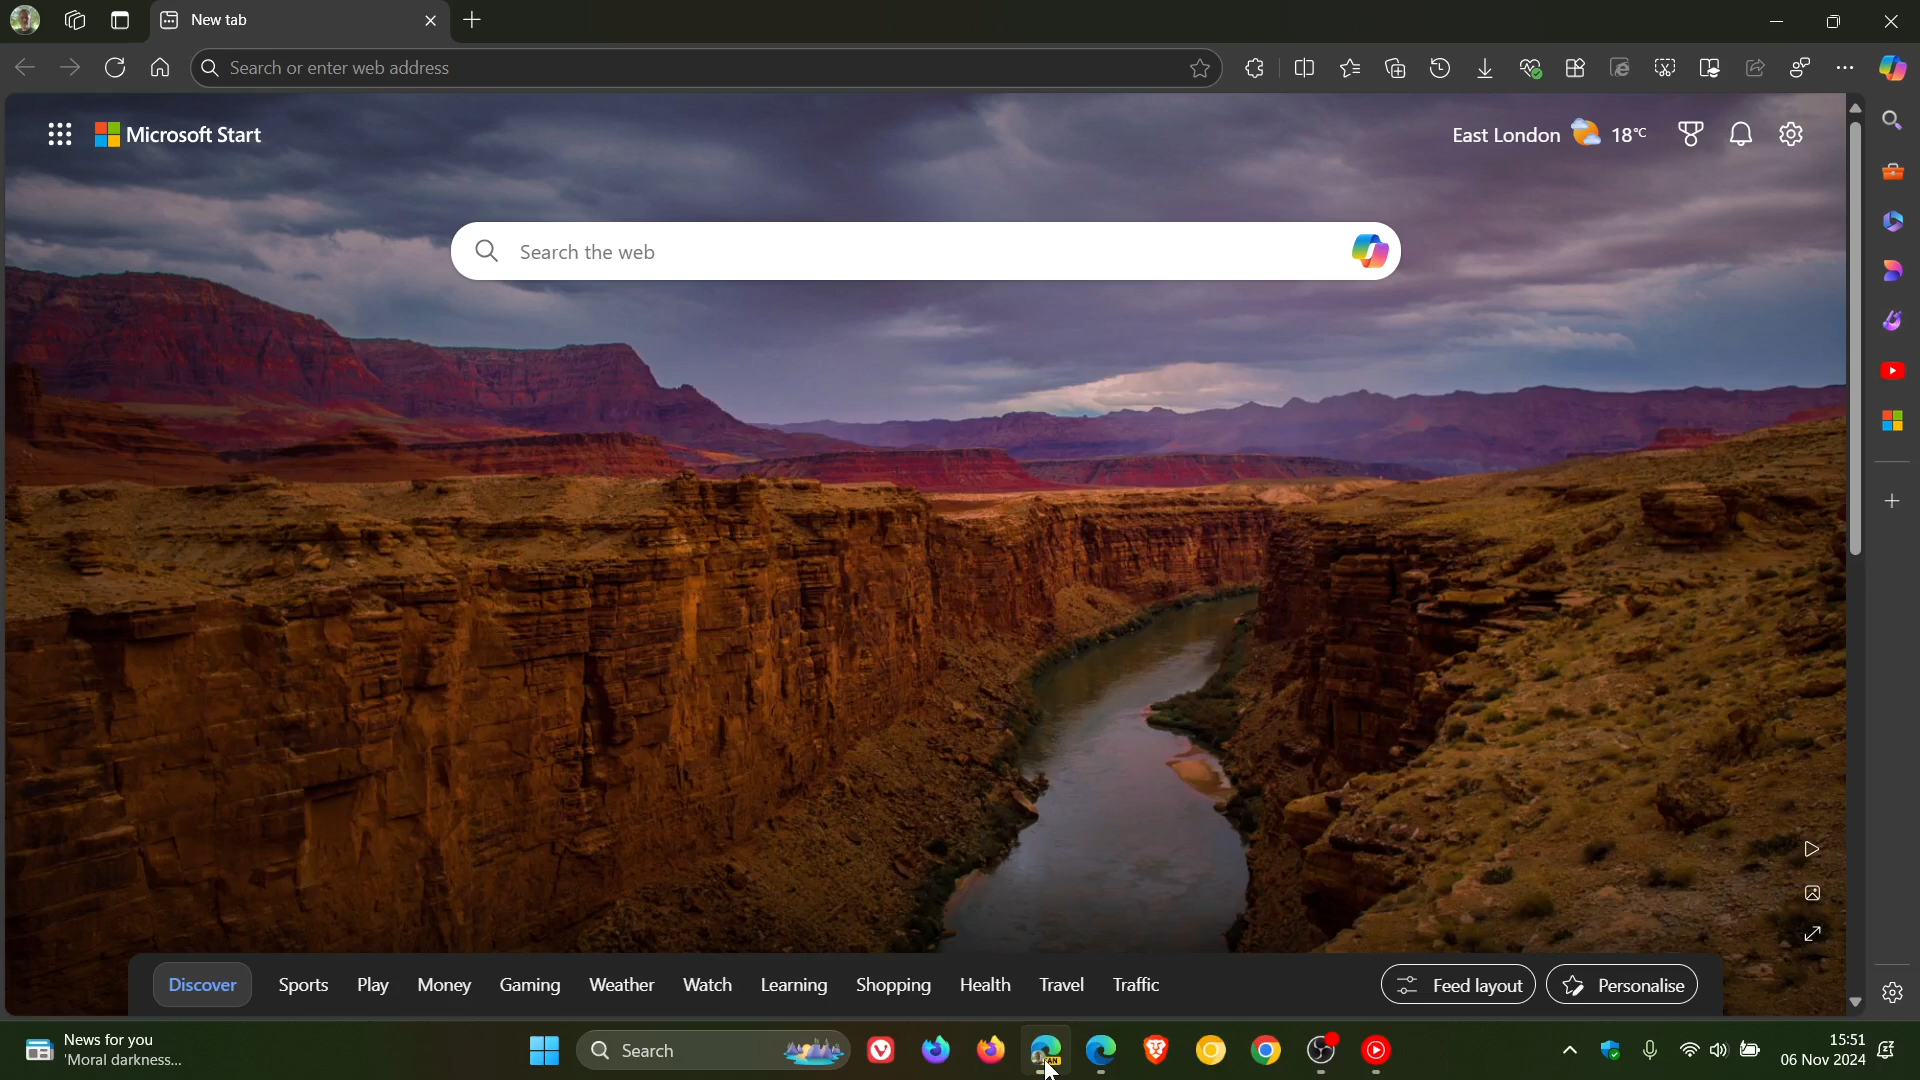 New tab
Search or enter web address
Microsoft Start
East London 18°C
Search the web
Discover Sports Play Money Gaming Weather Watch Learning Shopping Health Travel Traffic Feed layout Personalise
News for you
'Moral darkness...
Search
CAN
15:51
06 Nov 2024